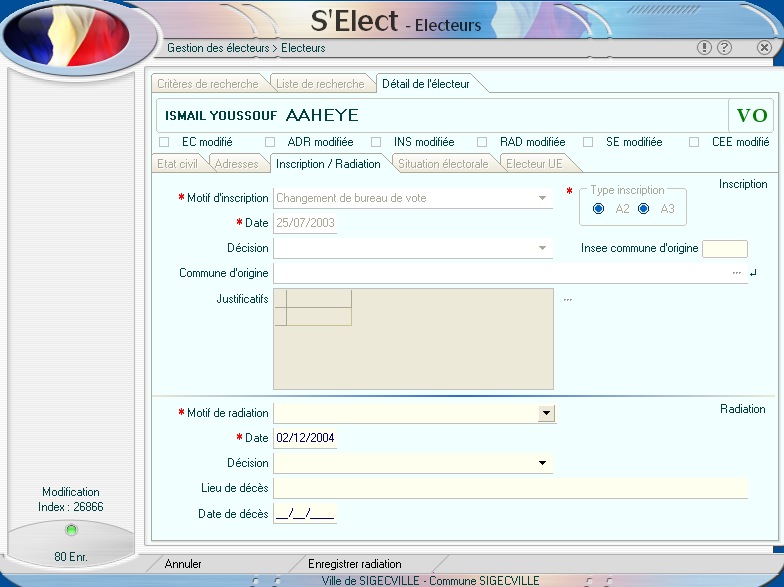 S'Elect - Electeurs
Gestion des électeurs > Electeurs
Critères de recherche Liste de recherche Détail de l'électeur
ISMAIL YOUSSOUF AAHEYE VO
EC modifié ADR modifiée INS modifiée RAD modifiée SE modifiée CEE modifié
Etat civil Adresses Inscription / Radiation Situation électorale Electeur UE
Inscription
* Motif d'inscription Changement de bureau de vote * Type inscription
A2 A3
* Date 25/07/2003
Décision Insee commune d'origine
Commune d'origine ...
Justificatifs ...
Radiation
* Motif de radiation
* Date 02/12/2004
Décision
Lieu de décès
Date de décès __/__/____
Modification
Index : 26866
80 Enr.
Annuler Enregistrer radiation
Ville de SIGECVILLE - Commune SIGECVILLE